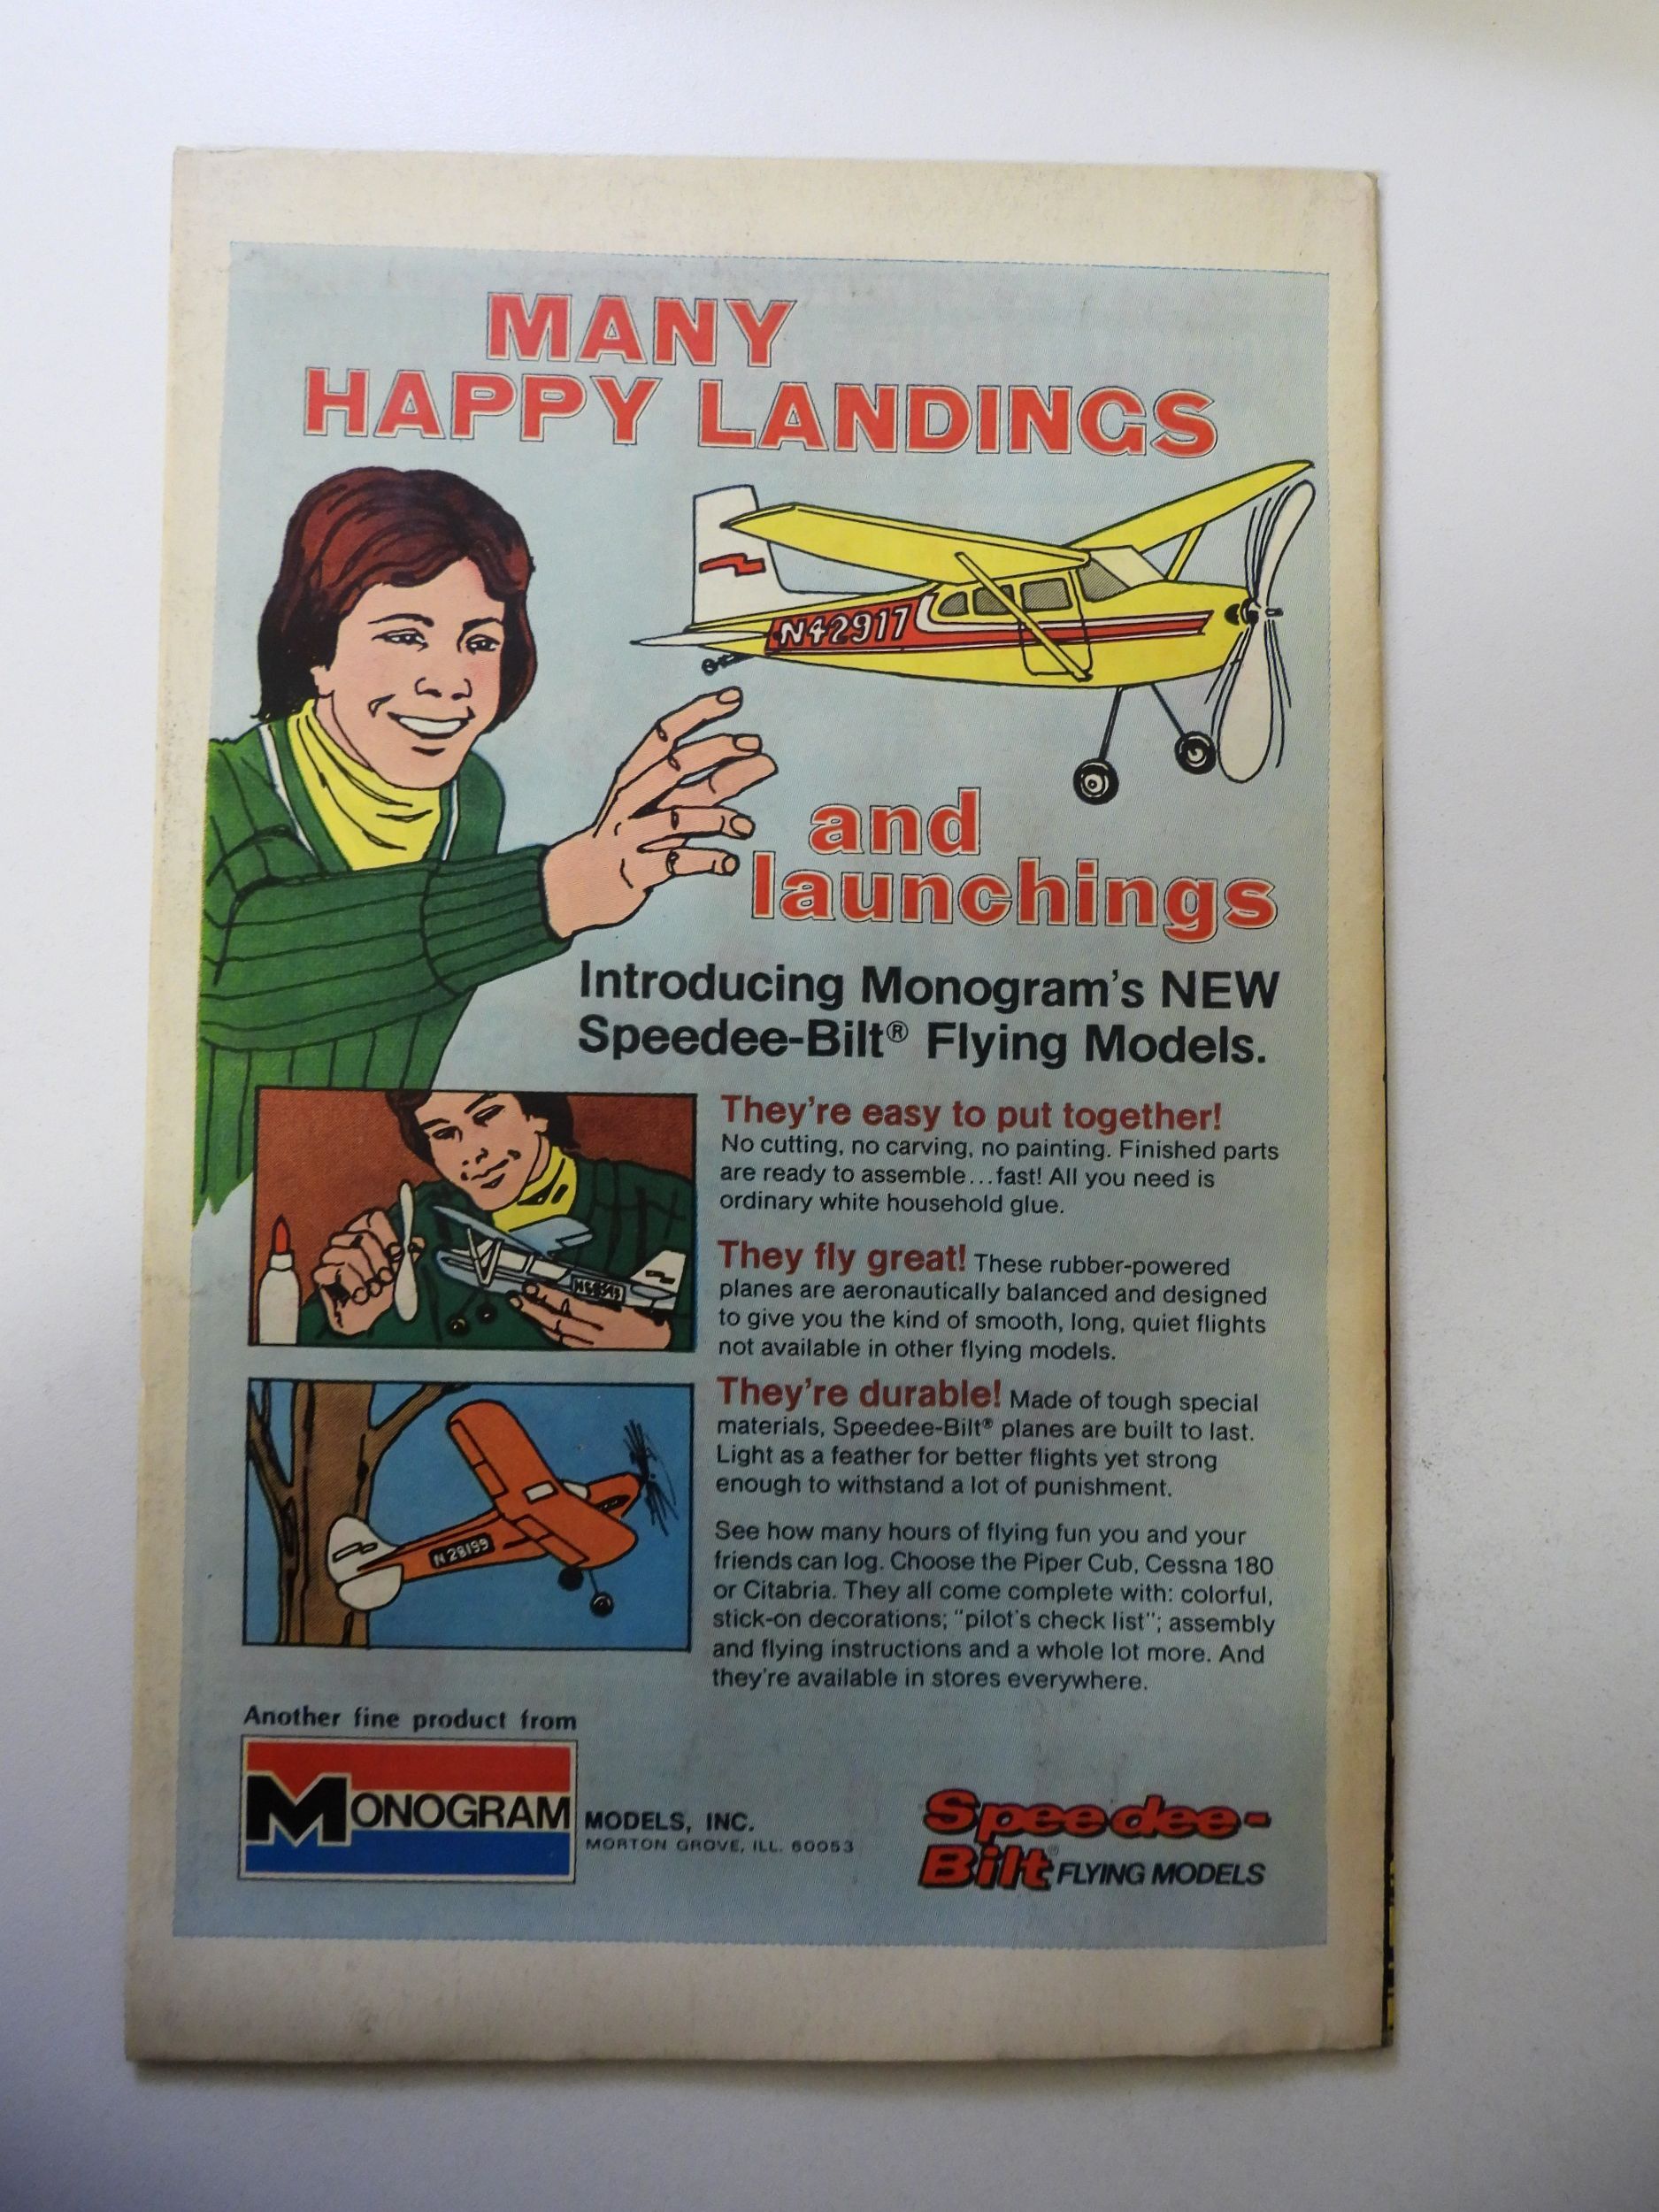 MANY
HAPPY LANDINGS
N42917
and
launchings
Introducing Monogram's NEW
Speedee-Bilt® Flying Models.
They're easy to put together!
No cutting, no carving, no painting. Finished parts
are ready to assemble...fast! All you need is
ordinary white household glue.
They fly great! These rubber-powered
planes are aeronautically balanced and designed
to give you the kind of smooth, long, quiet flights
not available in other flying models.
They're durable! Made of tough special
materials, Speedee-Bilt® planes are built to last.
Light as a feather for better flights yet strong
enough to withstand a lot of punishment.
N 28199
See how many hours of flying fun you and your
friends can log. Choose the Piper Cub, Cessna 180
or Citabria. They all come complete with: colorful,
stick-on decorations; "pilot's check list"; assembly
and flying instructions and a whole lot more. And
they're available in stores everywhere.
Another fine product from
MONOGRAM MODELS, INC.
MORTON GROVE, ILL. 60053
Speedee-
Bilt® FLYING MODELS